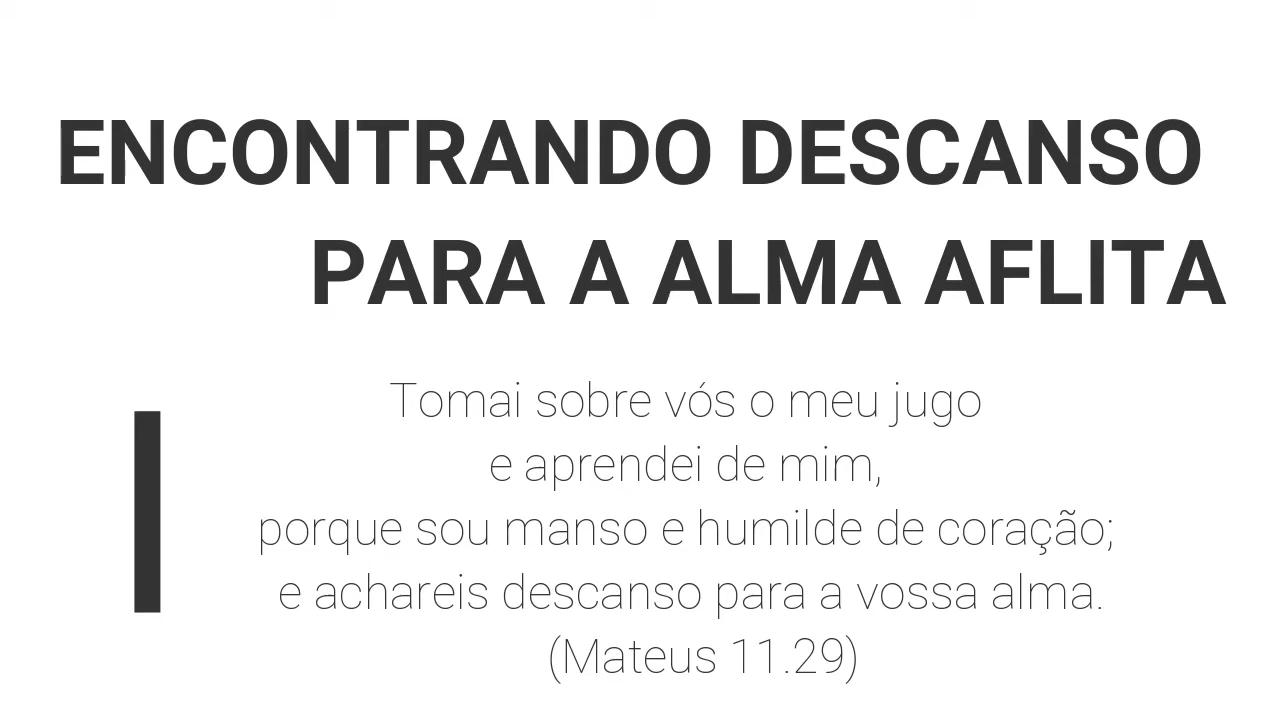 ENCONTRANDO DESCANSO
PARA A ALMA AFLITA
Tomai sobre vós o meu jugo
e aprendei de mim,
porque sou manso e humilde de coração;
e achareis descanso para a vossa alma.
(Mateus 11.29)